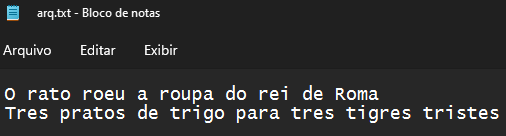 arq.txt - Bloco de notas
Arquivo Editar Exibir
O rato roeu a roupa do rei de Roma
Tres pratos de trigo para tres tigres tristes